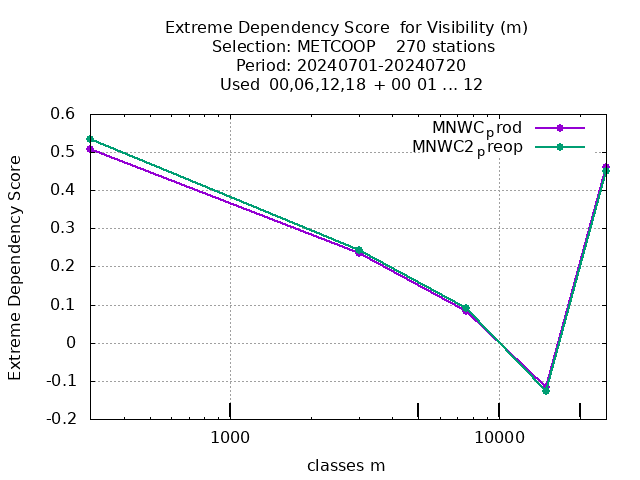 Extreme Dependency Score  for Visibility (m)
Selection: METCOOP    270 stations
Period: 20240701-20240720
Used  00,06,12,18  + 00 01 ... 12
MNWCprod
MNWC2preop
0.6
0.5
0.4
0.3
0.2
0.1
0
-0.1
-0.2
Extreme Dependency Score
1000
10000
classes m